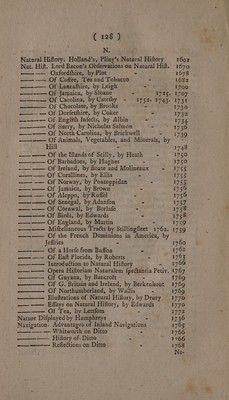 ( 128 )
N.
Natural History, Holland's, Pliny's Natural History 1601
Nat. Hist. Lord Bacon's Observations on Natural Hist. 1670
—— Oxfordshire, by Plot - 1678
—— Of Coffee, Tea and Tobacco - 1682
—— Of Lancashire, by Leigh - 1700
—— Of Jamaica, by Sloane - 1725. 1707
—— Of Carolina, by Catesby - 1732. 1743. 1731
—— Of Chocolate, by Brooks - 1730
—— Of Dorsetshire, by Coker - 1732
—— Of English Insects, by Albin - 1734
—— Of Surry, by Nicholas Salmon - 1736
—— Of North Carolina, by Brickwell - 1739
—— Of Animals, Vegetables, and Minerals, by
Hill - 1748
—— Of the Islands of Scilly, by Heath - 1750
—— Of Barbadoes, by Hughes - 1750
—— Of Ireland, by Boate and Molineaux 1755
—— Of Corallines, by Ellis - 1755
—— Of Norway, by Pontoppidan - 1755
—— Of Jamaica, by Brown - 1756
—— Of Aleppo, by Russel - 1756
—— Of Senegal, by Adanson - 1757
—— Of Cornwal, by Borlase - 1758
—— Of Birds, by Edwards - 1758
—— Of England, by Martin - 1759
—— Miscellaneous Tracts by Stillingfleet 1762. 1759
—— Of the French Dominions in America, by
Jefferies - 1760
—— Of a Horse from Buffon - 1762
—— Of East Florida, by Roberts - 1763
—— Introduction to Natural History - 1766
—— Opera Historiam Naturalem spectantia Petiv. 1767
—— Of Guyana, by Bancroft - 1769
—— Of G. Britain and Ireland, by Berkenhout 1769
—— Of Northumberland, by Wallis - 1769
—— Illustrations of Natural History, by Drury 1770
—— Essays on Natural History, by Edwards 1770
—— Of Tea, by Lettsom - 1772
Nature Displayed by Humphreys - 1736
Navigation. Advantages of Inland Navigations 1765
—— Whitworth on Ditto - 1766
—— History of Ditto - 1766
—— Reflections on Ditto - 1768